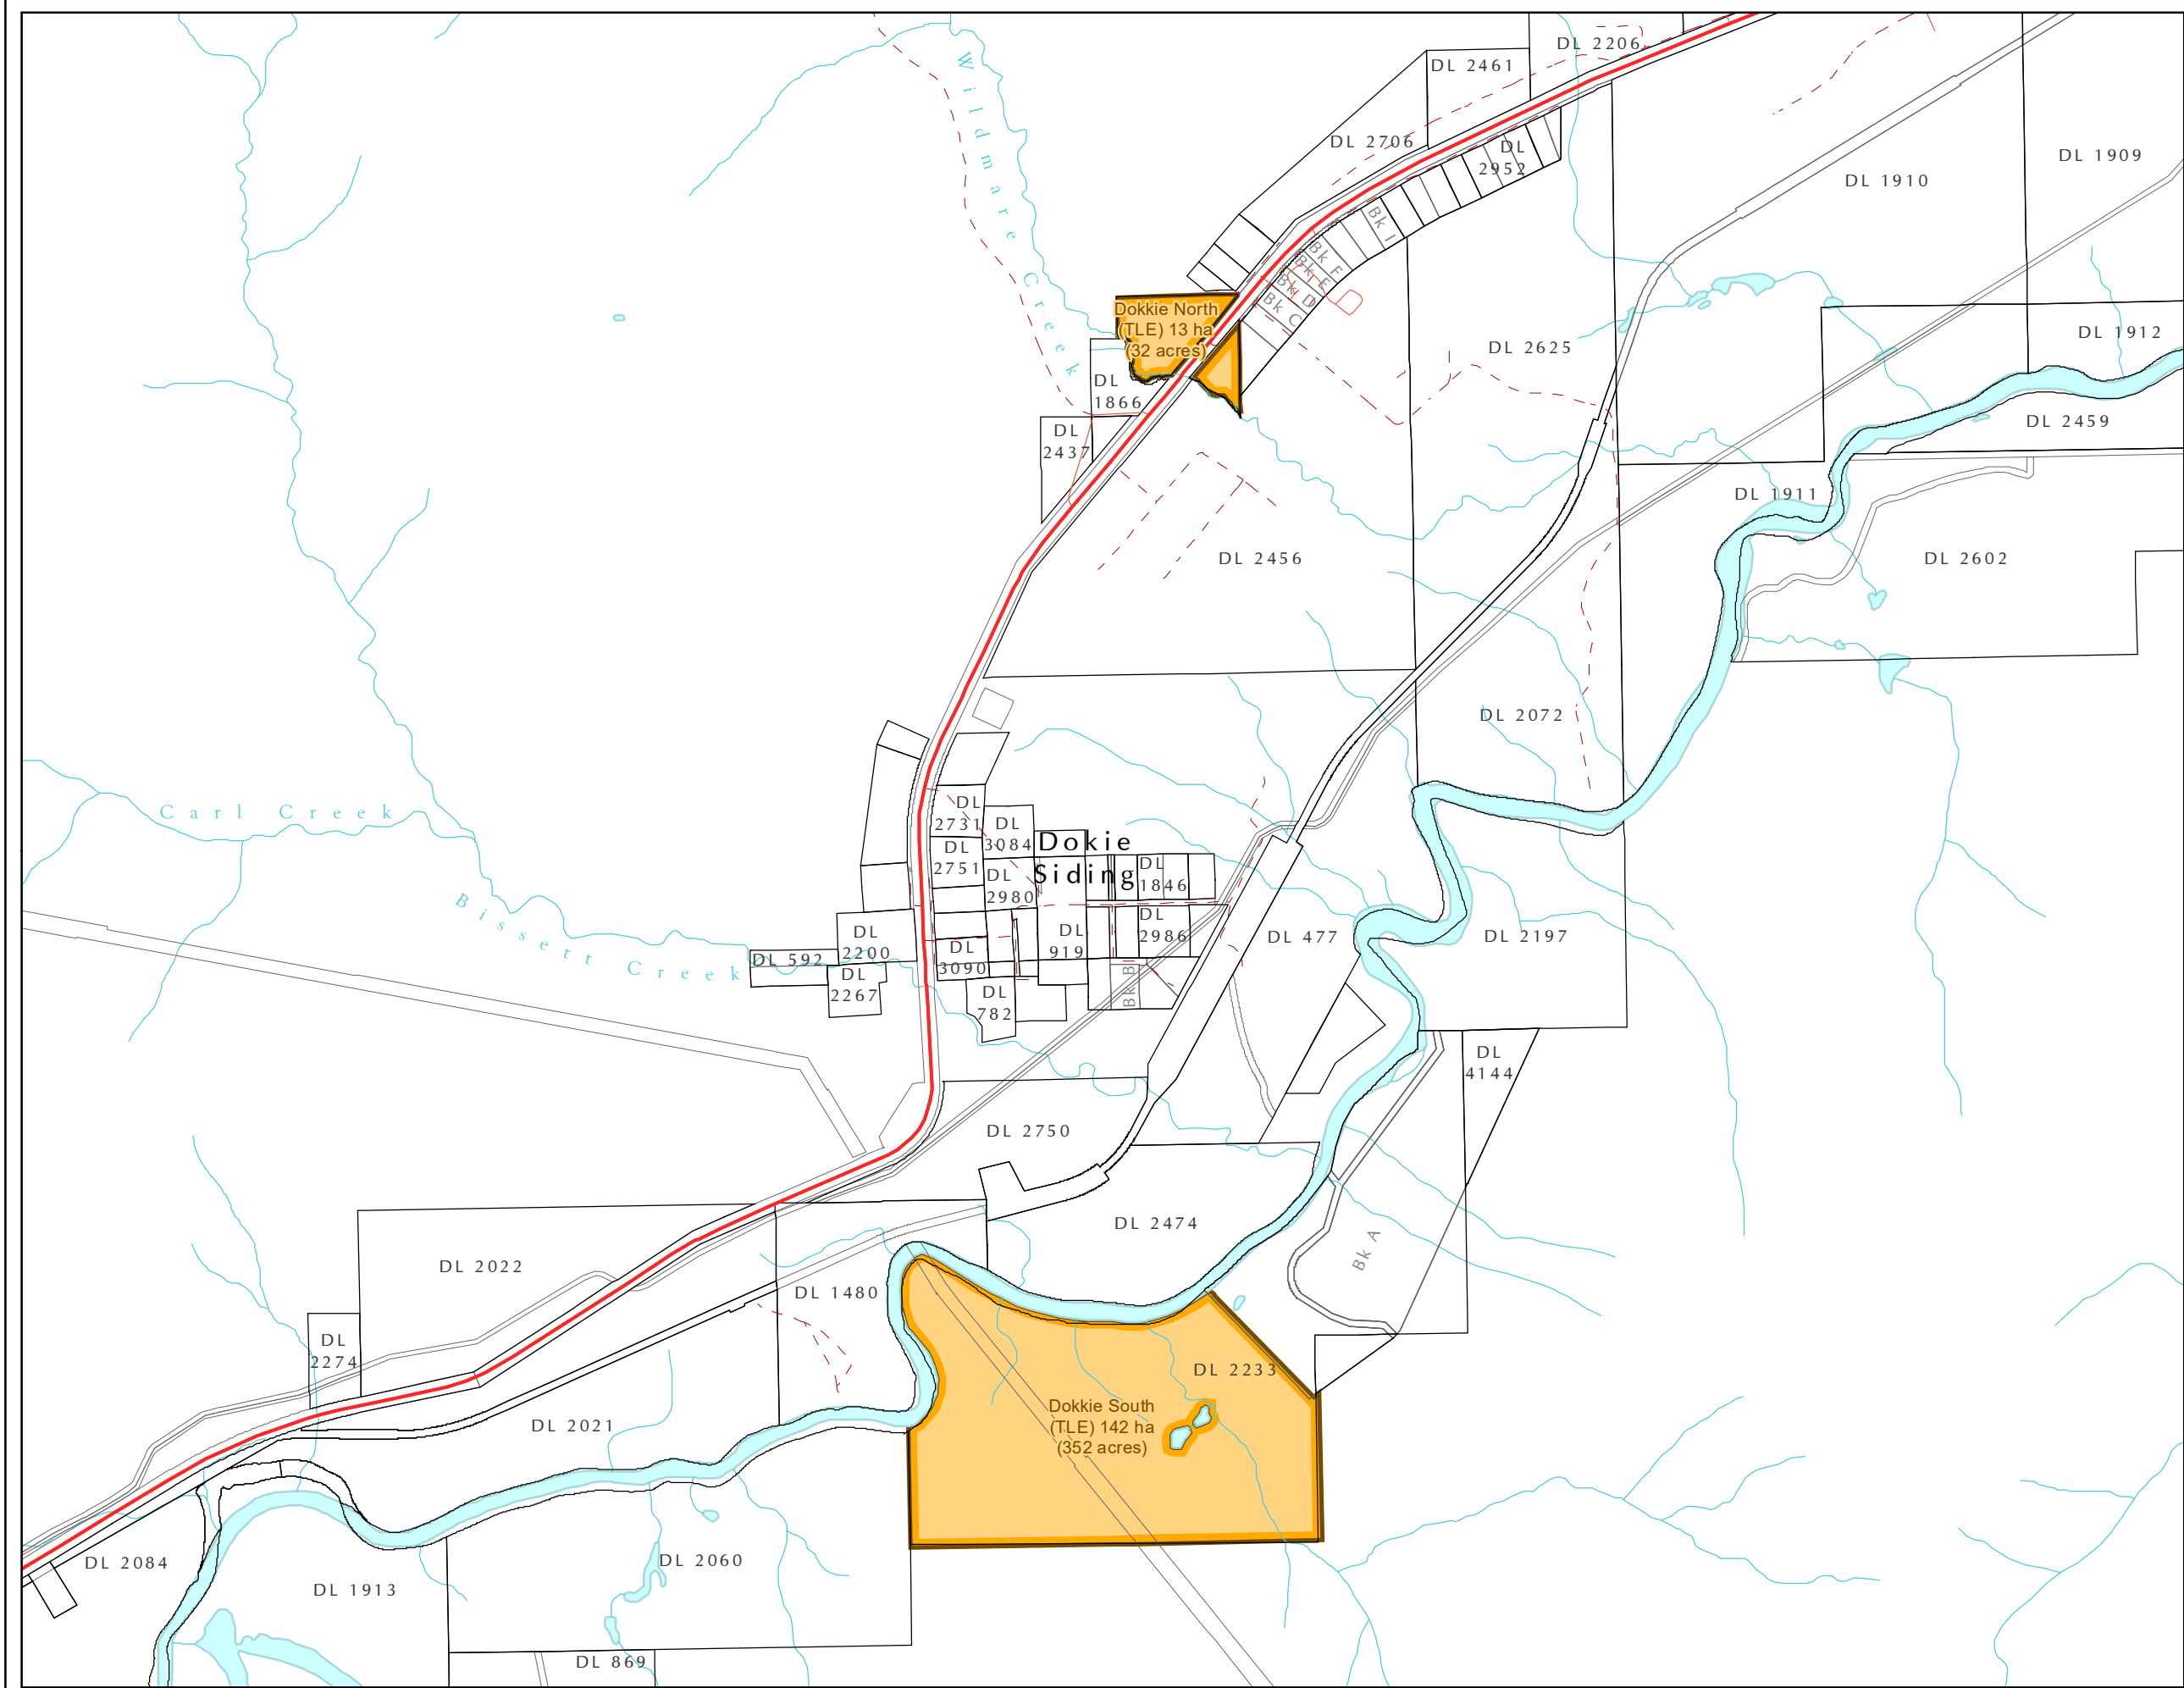 DL 2206
DL 2461
Wildmare Creek
DL 2706
DL
2952
DL 1909
DL 1910
Bk I
Bk F
Bk E
Bk D
Bk C
Dokkie North
(TLE) 13 ha
(32 acres)
DL 1912
DL 2625
DL
1866
DL 2459
DL
2437
DL 1911
DL 2456
DL 2602
DL 2072
Carl Creek
DL
2731
DL
3084
Dokie
Siding
DL
2751
DL
2980
DL
1846
Bissett Creek
DL
2200
DL
919
DL
2986
DL 477
DL 2197
DL 592
DL
3090
DL
2267
DL
782
Bk B
DL
4144
DL 2750
DL 2474
Bk A
DL 2022
DL 1480
DL
2274
DL 2233
Dokkie South
(TLE) 142 ha
(352 acres)
DL 2021
DL 2084
DL 2060
DL 1913
DL 869